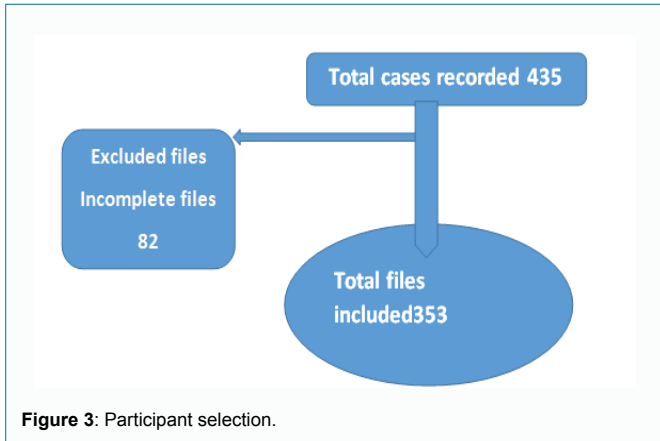 Total cases recorded 435
Excluded files
Incomplete files
82
Total files
included353
Figure 3: Participant selection.